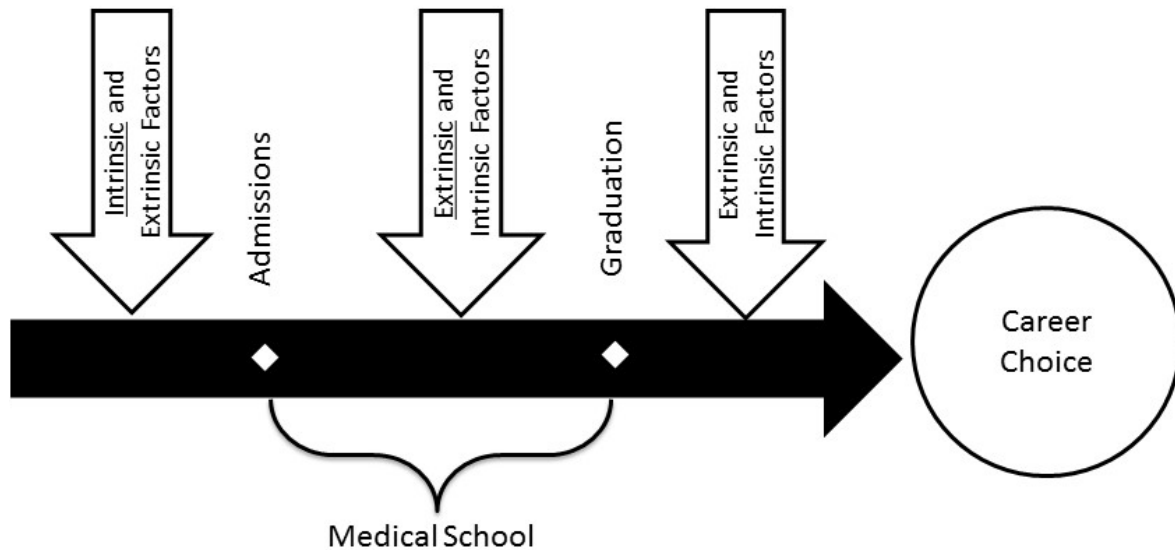 Intrinsic and
Extrinsic Factors
Admissions
Extrinsic and
Intrinsic Factors
Graduation
Extrinsic and
Intrinsic Factors
Career
Choice
Medical School